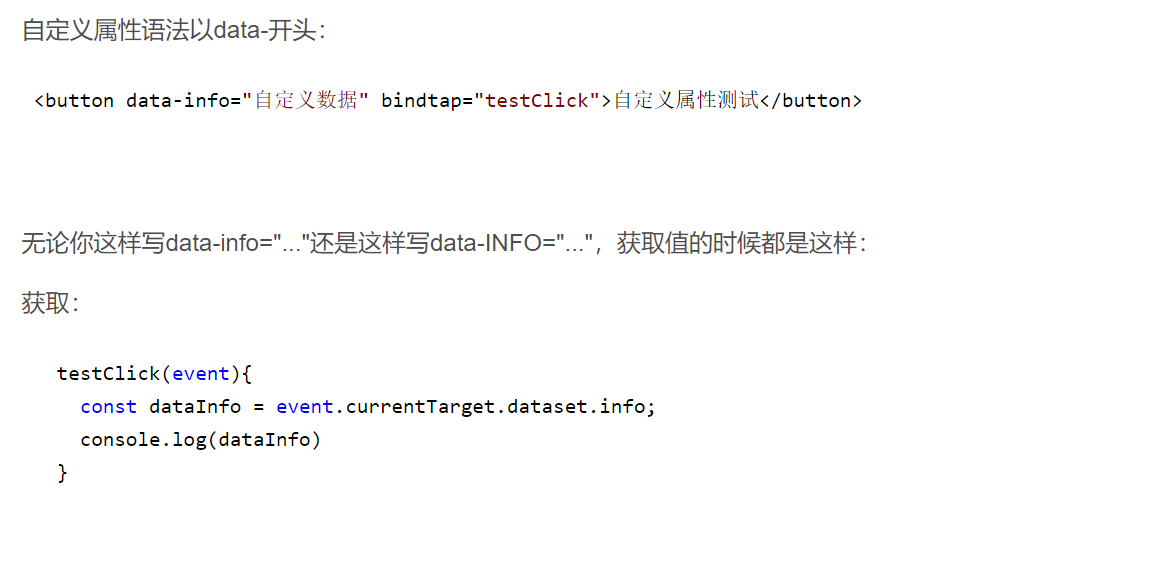 自定义属性语法以data-开头：
<button data-info="自定义数据" bindtap="testClick">自定义属性测试</button>
无论你这样写data-info="..."还是这样写data-INFO="..."，获取值的时候都是这样：
获取：
testClick(event){
  const dataInfo = event.currentTarget.dataset.info;
  console.log(dataInfo)
}